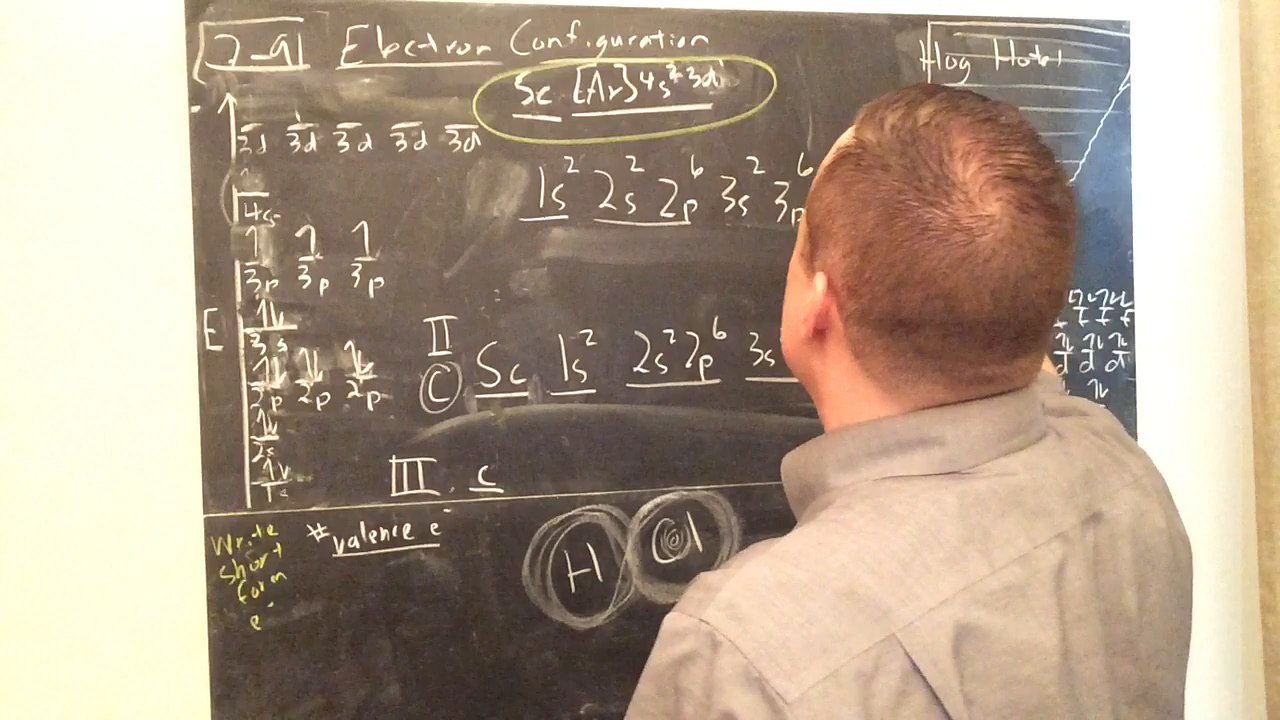 7-9 Electron Configuration
Hog Hotel
Sc [Ar] 4s² 3d¹
3d 3d 3d 3d 3d
1s² 2s² 2p⁶ 3s² 3p⁶
4s
3p 3p 3p
E
3s
II
C Sc 1s² 2s² 2p⁶ 3s
2p 2p 2p
2s
1s
III. C
f f f
d d d
Write
short
form
e⁻
# valence e⁻
H Cl